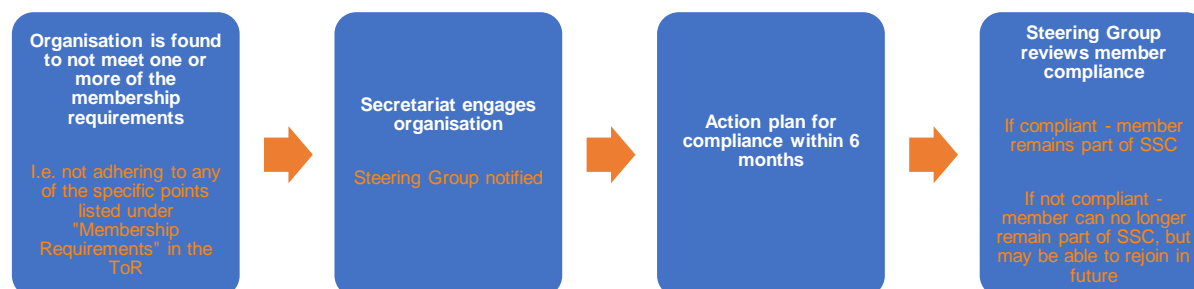 Organisation is found
to not meet one or
more of the
membership
requirements
I.e. not adhering to any
of the specific points
listed under
"Membership
Requirements" in the
ToR
Secretariat engages
organisation
Steering Group notified
Action plan for
compliance within 6
months
Steering Group
reviews member
compliance
If compliant - member
remains part of SSC
If not compliant -
member can no longer
remain part of SSC, but
may be able to rejoin in
future